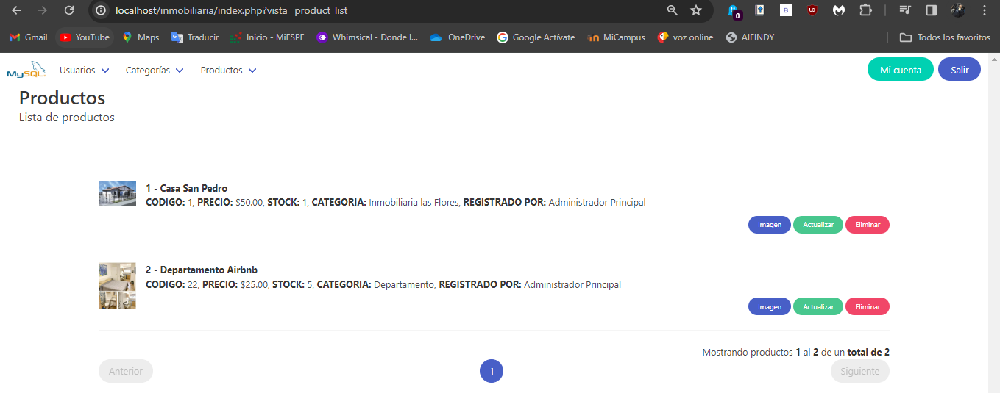 localhost/inmobiliaria/index.php?vista=product_list
0
B
UD
Gmail
YouTube
Maps
Traducir
Inicio - MiESPE
Whimsical - Donde l...
OneDrive
Google Actívate
MiCampus
voz online
AIFINDY
Todos los favoritos
MySQL
Usuarios
Categorías
Productos
Mi cuenta
Salir
Productos
Lista de productos
1 - Casa San Pedro
CODIGO: 1, PRECIO: $50.00, STOCK: 1, CATEGORIA: Inmobiliaria las Flores, REGISTRADO POR: Administrador Principal
Imagen Actualizar Eliminar
2 - Departamento Airbnb
CODIGO: 22, PRECIO: $25.00, STOCK: 5, CATEGORIA: Departamento, REGISTRADO POR: Administrador Principal
Imagen Actualizar Eliminar
Mostrando productos 1 al 2 de un total de 2
Anterior 1 Siguiente